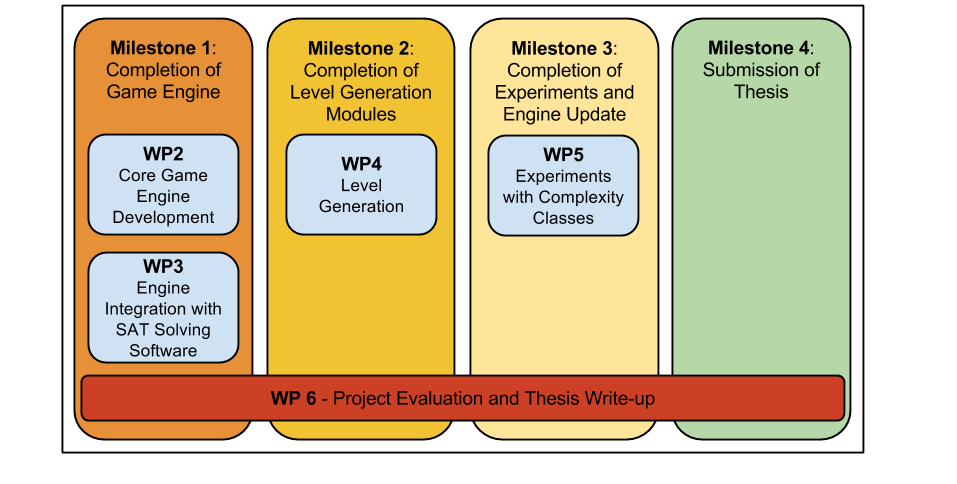 Milestone 1:
Completion of
Game Engine
WP2
Core Game
Engine
Development
WP3
Engine
Integration with
SAT Solving
Software
Milestone 2:
Completion of
Level Generation
Modules
WP4
Level
Generation
Milestone 3:
Completion of
Experiments and
Engine Update
WP5
Experiments
with Complexity
Classes
Milestone 4:
Submission of
Thesis
WP 6 - Project Evaluation and Thesis Write-up